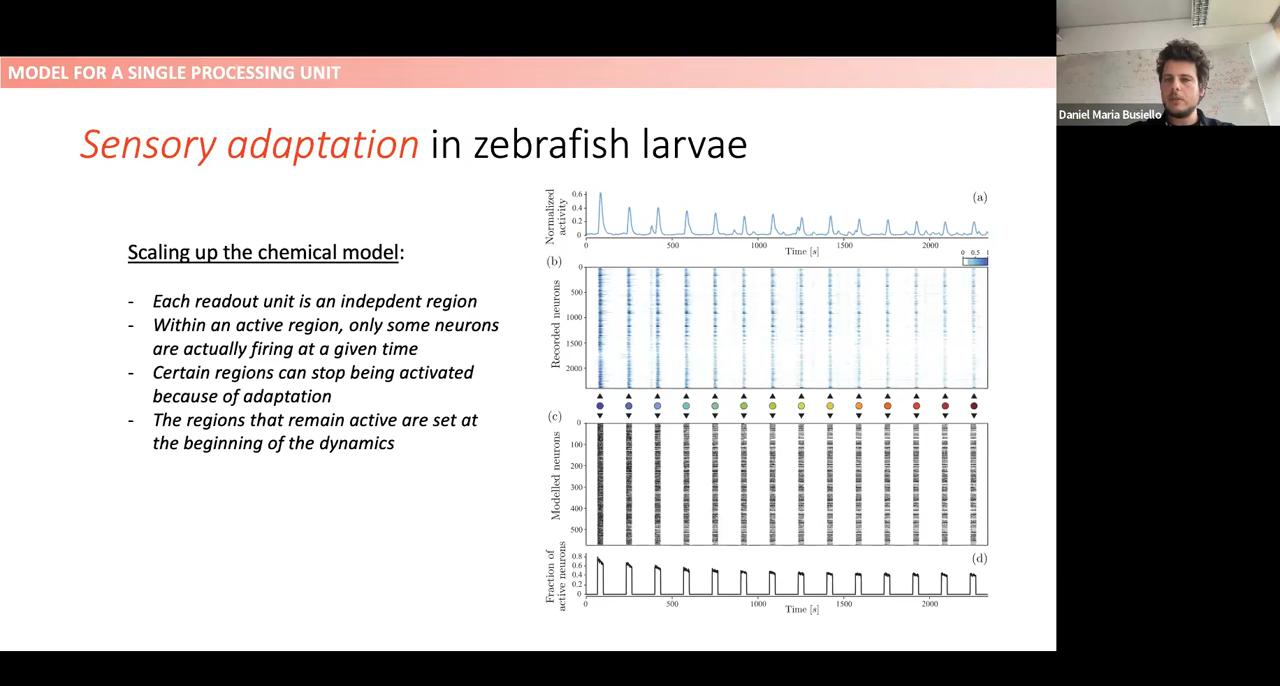 MODEL FOR A SINGLE PROCESSING UNIT
Daniel Maria Busiello
Sensory adaptation in zebrafish larvae
Scaling up the chemical model:
- Each readout unit is an indepdent region
- Within an active region, only some neurons
are actually firing at a given time
- Certain regions can stop being activated
because of adaptation
- The regions that remain active are set at
the beginning of the dynamics
(a)
Normalized
activity
0.6
0.4
0.2
0
0 500 1000 1500 2000
Time [s]
(b)
0 0.5 1
Recorded neurons
0
500
1000
1500
2000
(c)
Modelled neurons
0
100
200
300
400
500
(d)
Fraction of
active neurons
0.8
0.6
0.4
0.2
0
0 500 1000 1500 2000
Time [s]